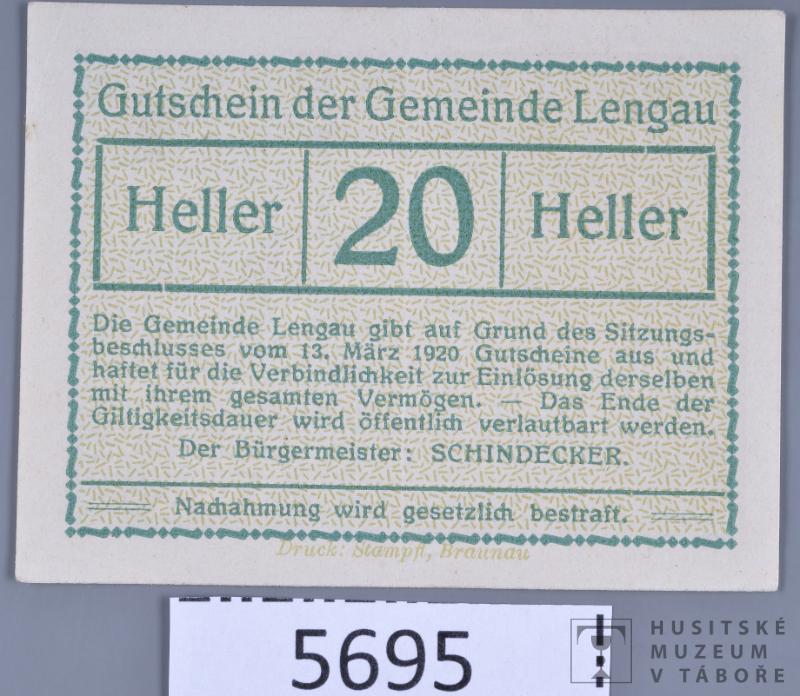 Gutschein der Gemeinde Lengau
Heller 20 Heller
Die Gemeinde Lengau gibt auf Grund des Sitzungs-
beschlusses vom 13. März 1920 Gutscheine aus und
haftet für die Verbindlichkeit zur Einlösung derselben
mit ihrem gesamten Vermögen. — Das Ende der
Giltigkeitsdauer wird öffentlich verlautbart werden.
Der Bürgermeister: SCHINDECKER.
Nachahmung wird gesetzlich bestraft.
Druck: Stampfl, Braunau
5695
HUSITSKÉ
MUZEUM
V TÁBOŘE